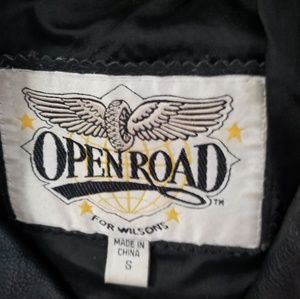 OPEN ROAD
TM
FOR WILSONS
MADE IN
CHINA
S